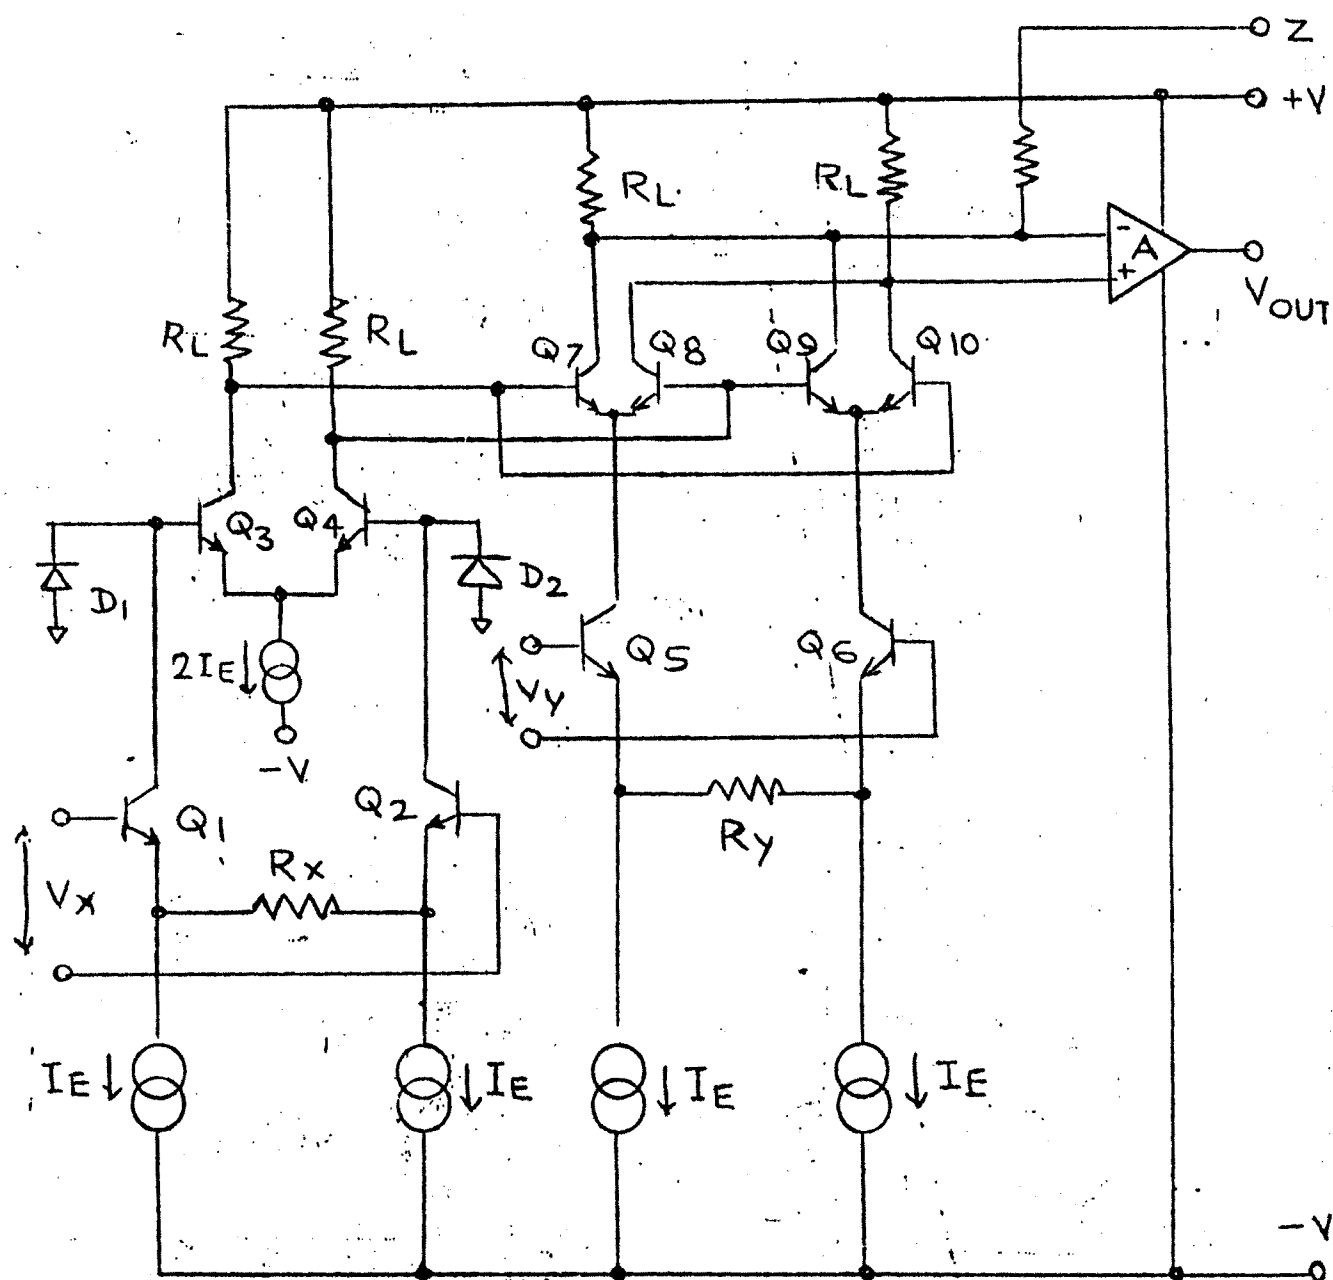 Z
+V
RL
RL
-
A
+
VOUT
RL
RL
Q7
Q8
Q9
Q10
Q3
Q4
D1
D2
2IE
-V
Q5
Q6
VY
Q1
Q2
RX
RY
VX
IE
IE
IE
IE
-V